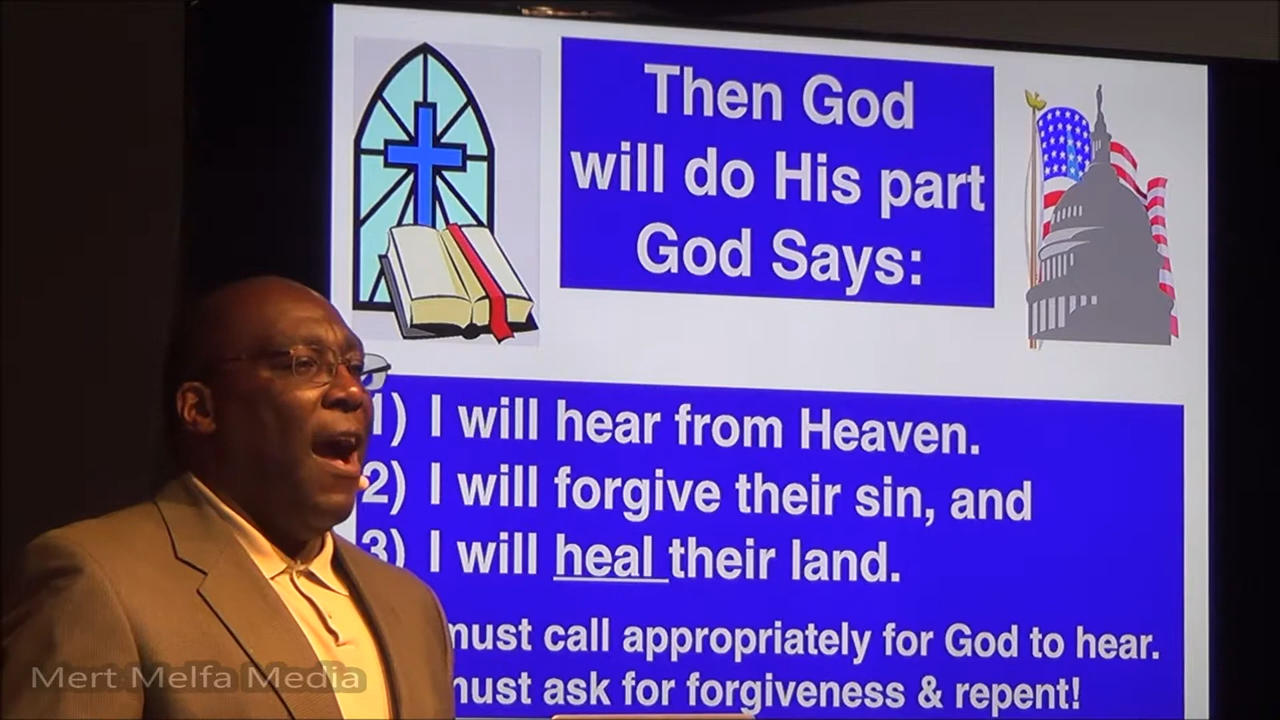 Then God
will do His part
God Says:
1) I will hear from Heaven.
2) I will forgive their sin, and
3) I will heal their land.
must call appropriately for God to hear.
must ask for forgiveness & repent!
Mert Melfa Media